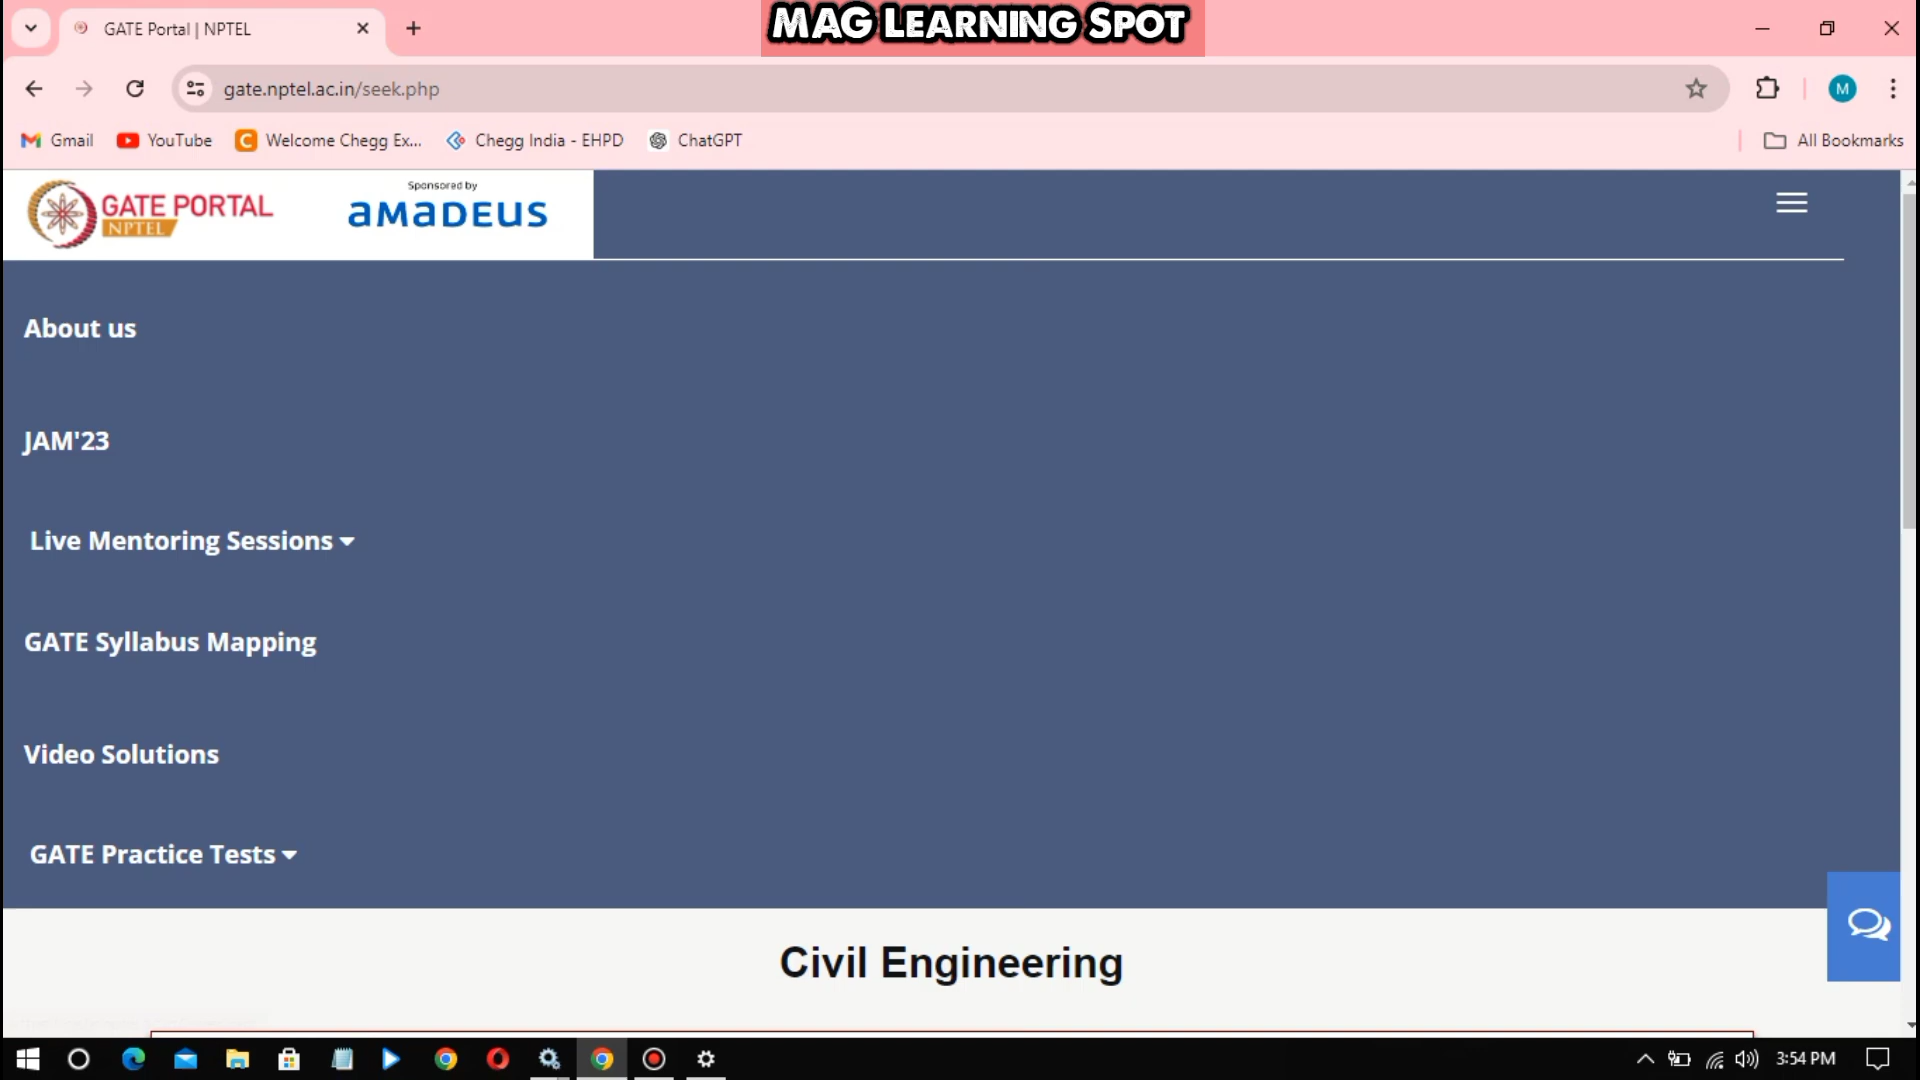 MAG LEARNING SPOT
GATE Portal | NPTEL
gate.nptel.ac.in/seek.php
M
Gmail
YouTube
C
Welcome Chegg Ex...
Chegg India - EHPD
ChatGPT
All Bookmarks
GATE PORTAL
NPTEL
Sponsored by
amadeus
About us
JAM'23
Live Mentoring Sessions
GATE Syllabus Mapping
Video Solutions
GATE Practice Tests
Civil Engineering
3:54 PM